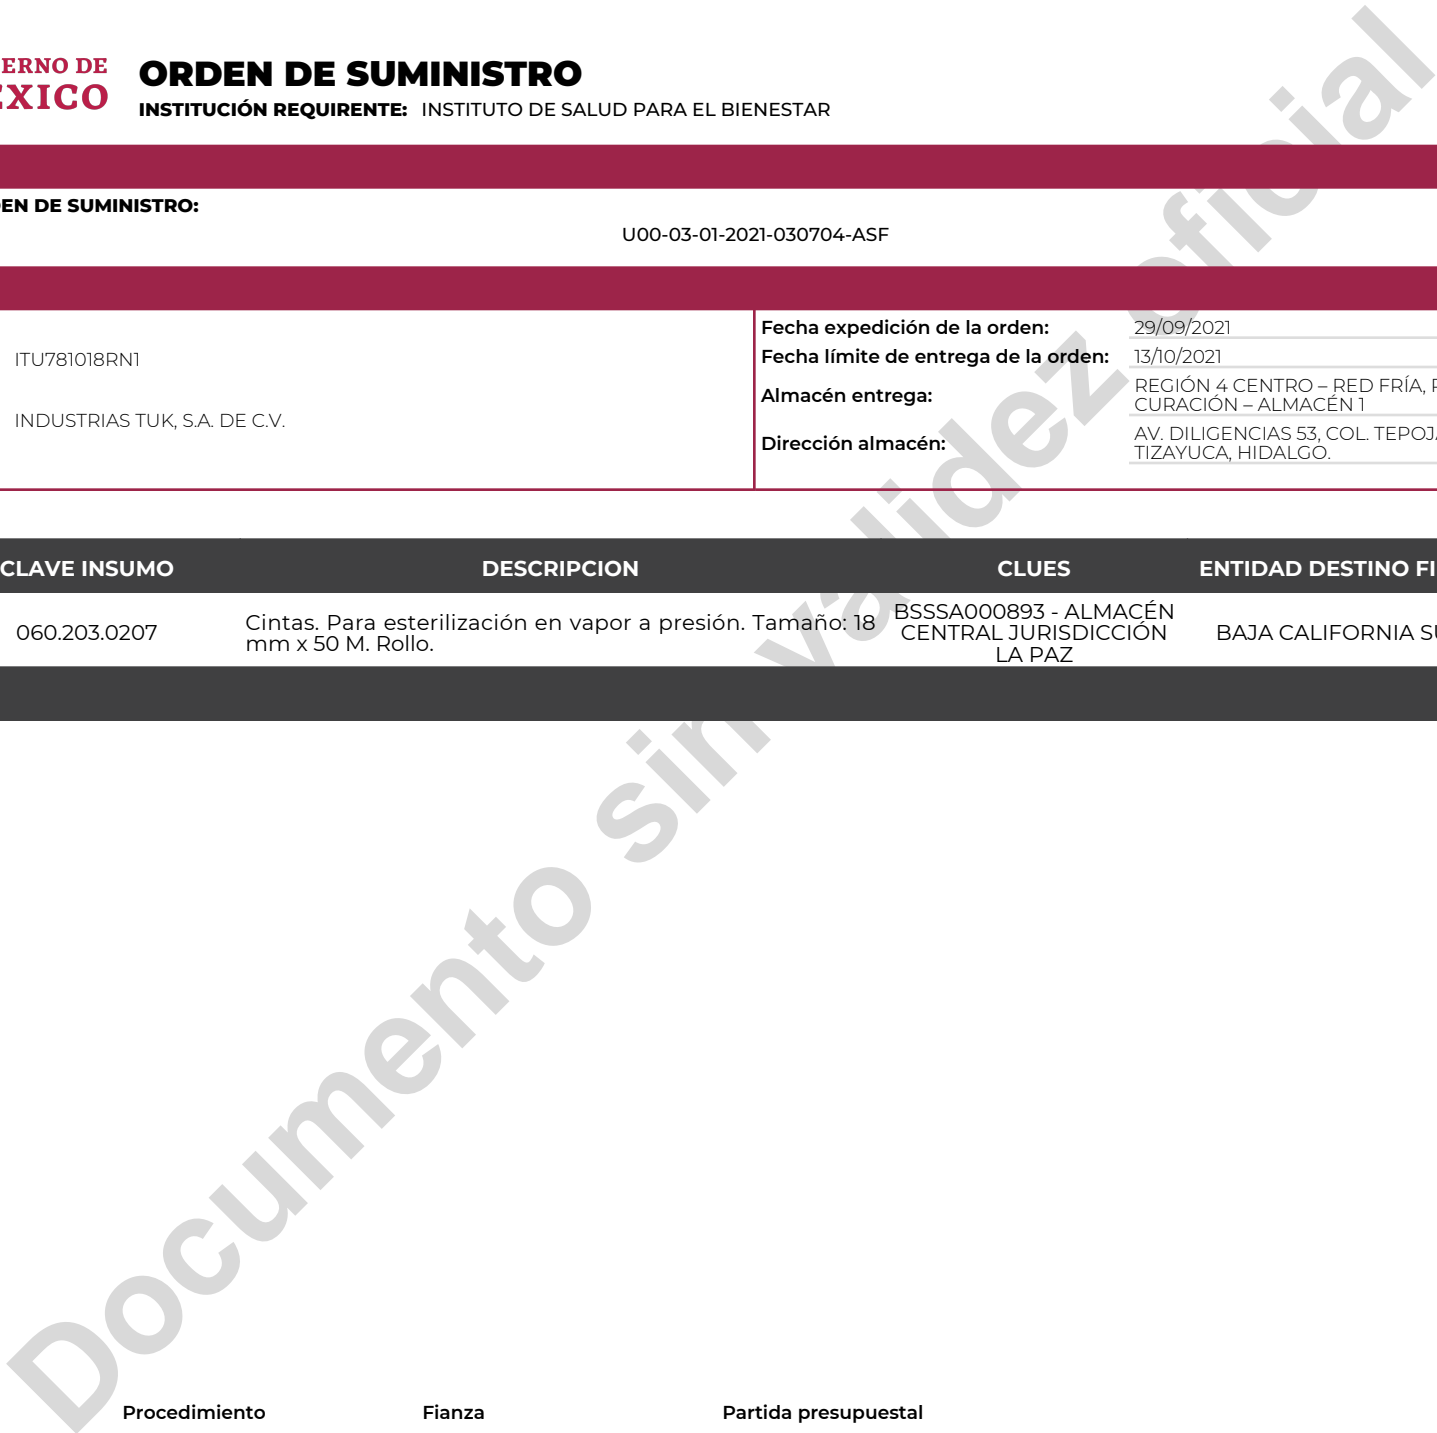 ERNO DE
EXICO
ORDEN DE SUMINISTRO
INSTITUCIÓN REQUIRENTE: INSTITUTO DE SALUD PARA EL BIENESTAR
EN DE SUMINISTRO:
U00-03-01-2021-030704-ASF
ITU781018RN1
INDUSTRIAS TUK, S.A. DE C.V.
Fecha expedición de la orden: 29/09/2021
Fecha límite de entrega de la orden: 13/10/2021
Almacén entrega: REGIÓN 4 CENTRO – RED FRÍA,
CURACIÓN – ALMACÉN 1
Dirección almacén: AV. DILIGENCIAS 53, COL. TEPOJ
TIZAYUCA, HIDALGO.
CLAVE INSUMO DESCRIPCION CLUES ENTIDAD DESTINO FI
060.203.0207
Cintas. Para esterilización en vapor a presión. Tamaño: 18
mm x 50 M. Rollo.
BSSSA000893 - ALMACÉN
CENTRAL JURISDICCIÓN
LA PAZ
BAJA CALIFORNIA SU
Documento sin validez oficial
Procedimiento Fianza Partida presupuestal